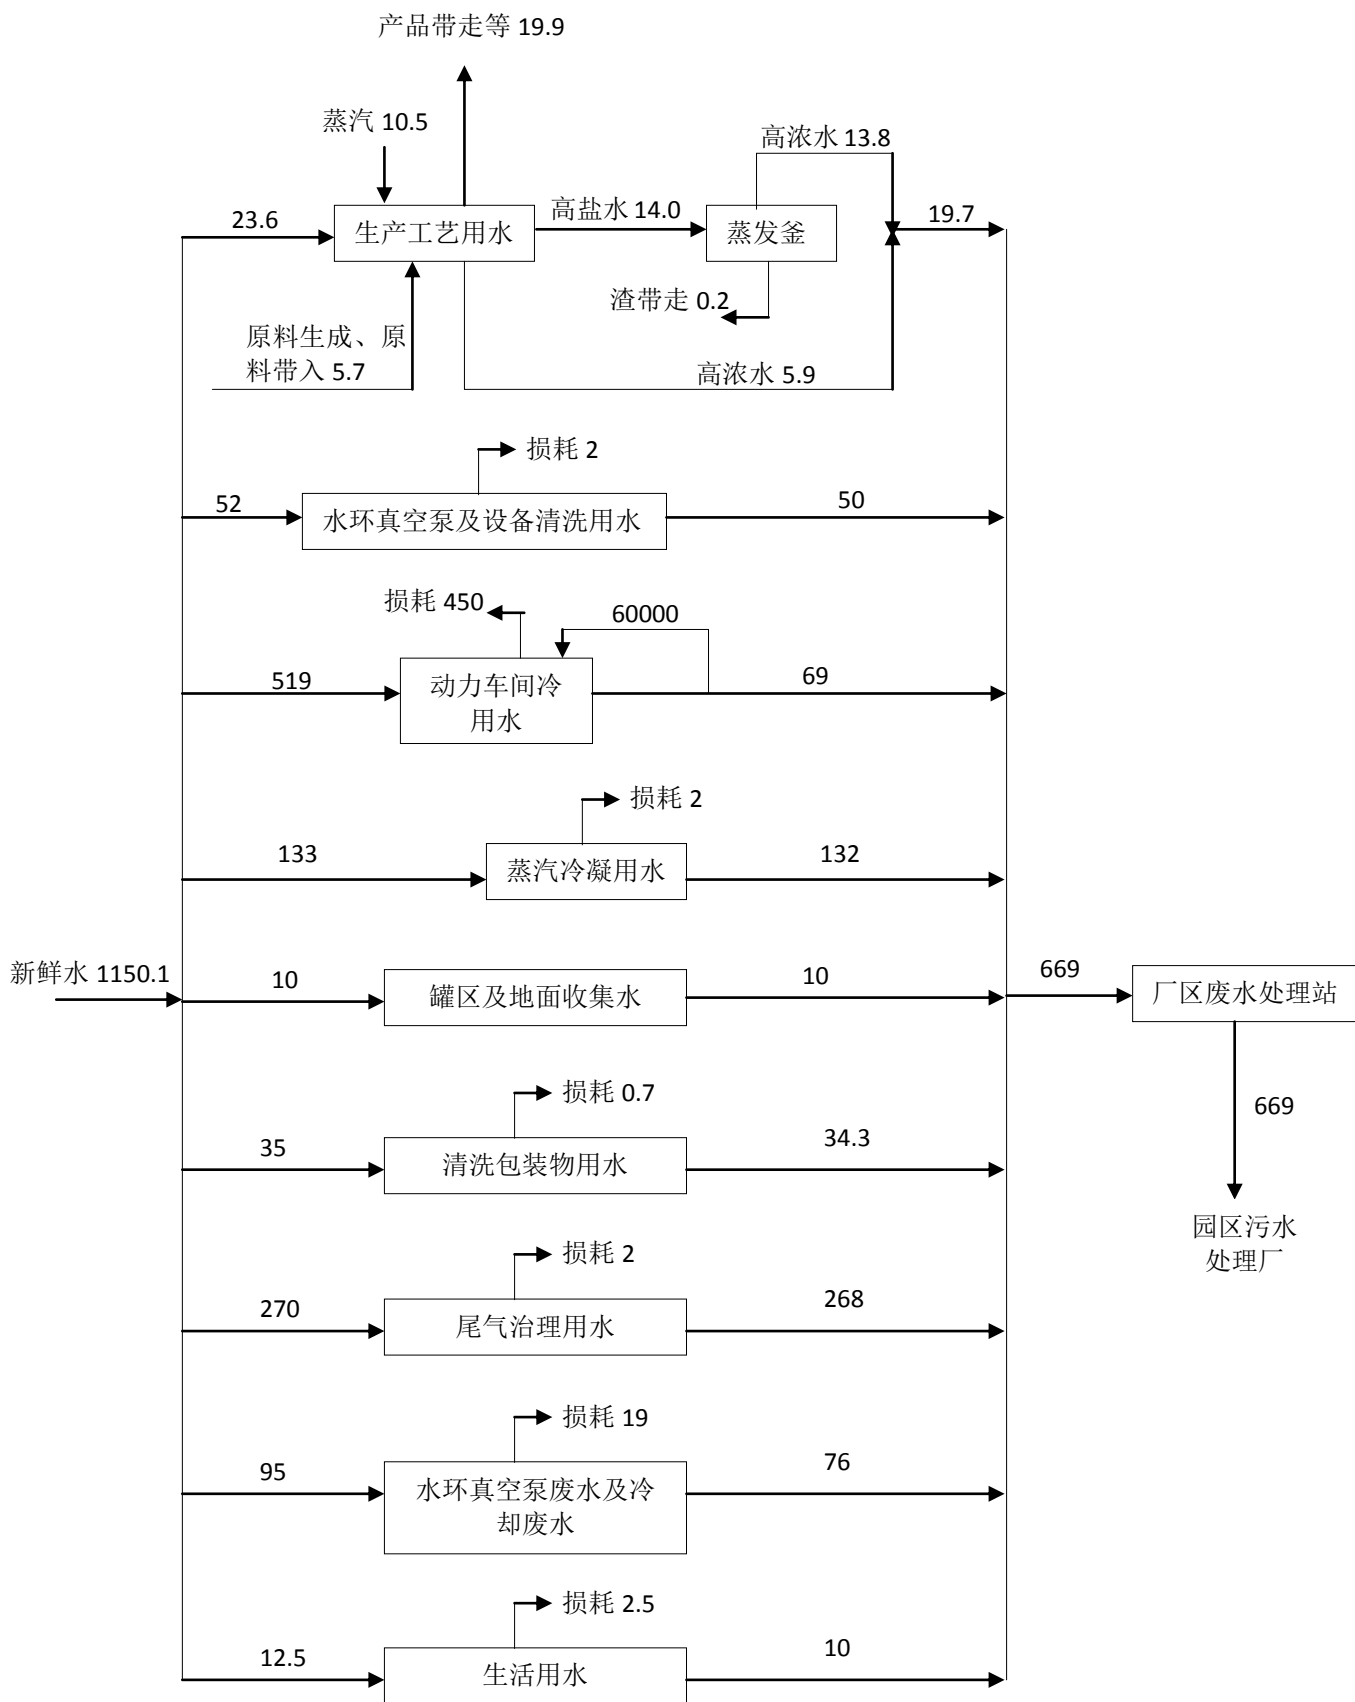 产品带走等 19.9
蒸汽 10.5
高浓水 13.8
23.6
生产工艺用水
高盐水 14.0
蒸发釜
19.7
渣带走 0.2
原料生成、原
料带入 5.7
高浓水 5.9
损耗 2
52
水环真空泵及设备清洗用水
50
损耗 450
60000
519
动力车间冷
用水
69
损耗 2
133
蒸汽冷凝用水
132
新鲜水 1150.1
10
罐区及地面收集水
10
669
厂区废水处理站
损耗 0.7
35
清洗包装物用水
34.3
669
园区污水
处理厂
损耗 2
270
尾气治理用水
268
损耗 19
95
水环真空泵废水及冷
却废水
76
损耗 2.5
12.5
生活用水
10